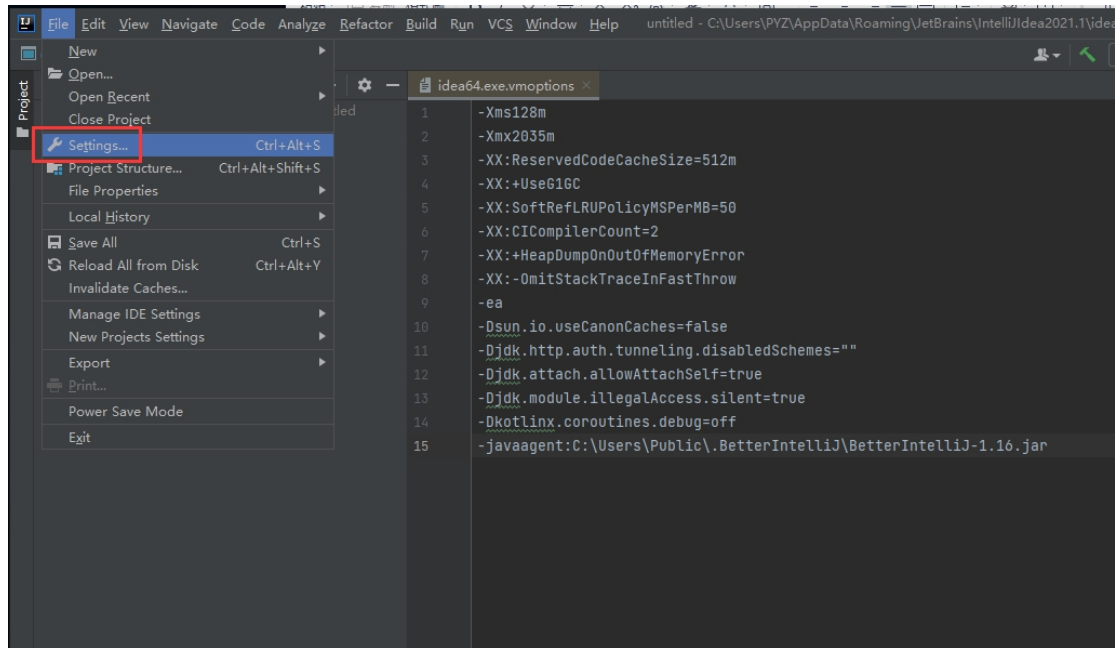 File Edit View Navigate Code Analyze Refactor Build Run VCS Window Help untitled - C:\Users\PYZ\AppData\Roaming\JetBrains\IntelliJIdea2021.1\idea
Project
New
Open...
Open Recent
Close Project
Settings... Ctrl+Alt+S
Project Structure... Ctrl+Alt+Shift+S
File Properties
Local History
Save All Ctrl+S
Reload All from Disk Ctrl+Alt+Y
Invalidate Caches...
Manage IDE Settings
New Projects Settings
Export
Print...
Power Save Mode
Exit
idea64.exe.vmoptions
1 -Xms128m
2 -Xmx2035m
3 -XX:ReservedCodeCacheSize=512m
4 -XX:+UseG1GC
5 -XX:SoftRefLRUPolicyMSPerMB=50
6 -XX:CICompilerCount=2
7 -XX:+HeapDumpOnOutOfMemoryError
8 -XX:-OmitStackTraceInFastThrow
9 -ea
10 -Dsun.io.useCanonCaches=false
11 -Djdk.http.auth.tunneling.disabledSchemes=""
12 -Djdk.attach.allowAttachSelf=true
13 -Djdk.module.illegalAccess.silent=true
14 -Dkotlinx.coroutines.debug=off
15 -javaagent:C:\Users\Public\.BetterIntelliJ\BetterIntelliJ-1.16.jar